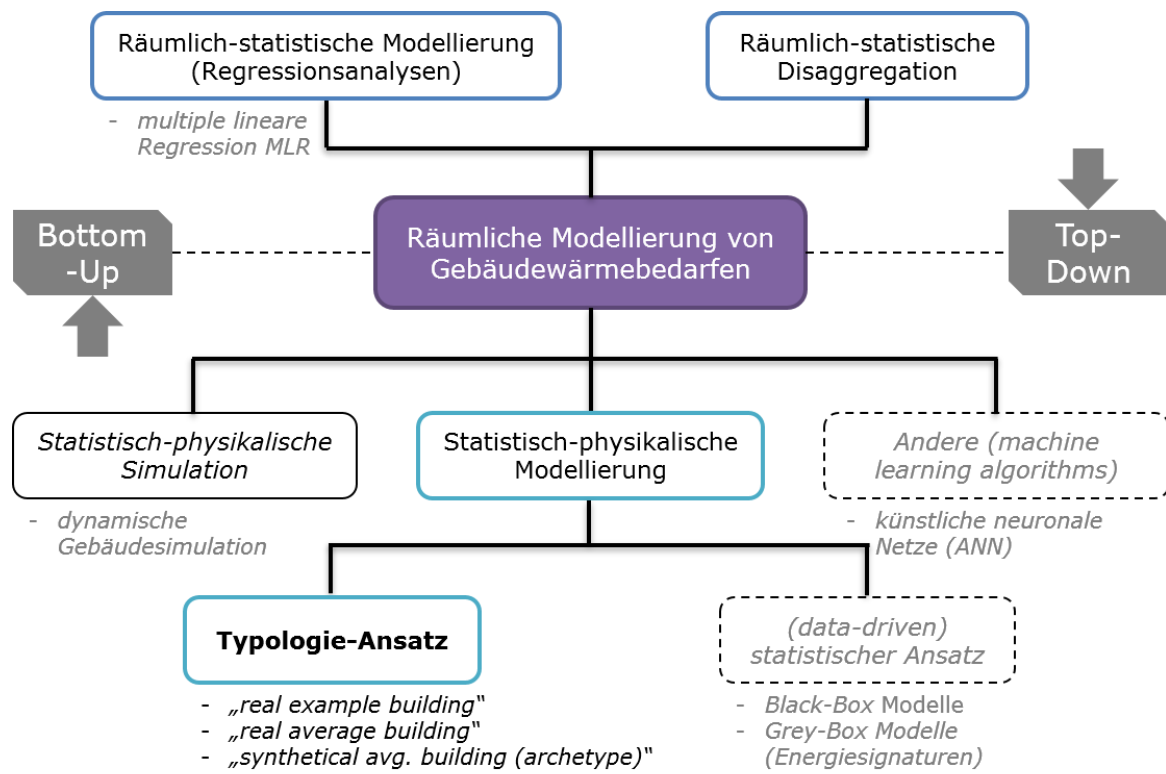 Räumlich-statistische Modellierung
(Regressionsanalysen)
Räumlich-statistische
Disaggregation
- multiple lineare
Regression MLR
Bottom
-Up
Räumliche Modellierung von
Gebäudewärmebedarfen
Top-
Down
Statistisch-physikalische
Simulation
- dynamische
Gebäudesimulation
Statistisch-physikalische
Modellierung
Andere (machine
learning algorithms)
- künstliche neuronale
Netze (ANN)
Typologie-Ansatz
- „real example building“
- „real average building“
- „synthetical avg. building (archetype)“
(data-driven)
statistischer Ansatz
- Black-Box Modelle
- Grey-Box Modelle
(Energiesignaturen)